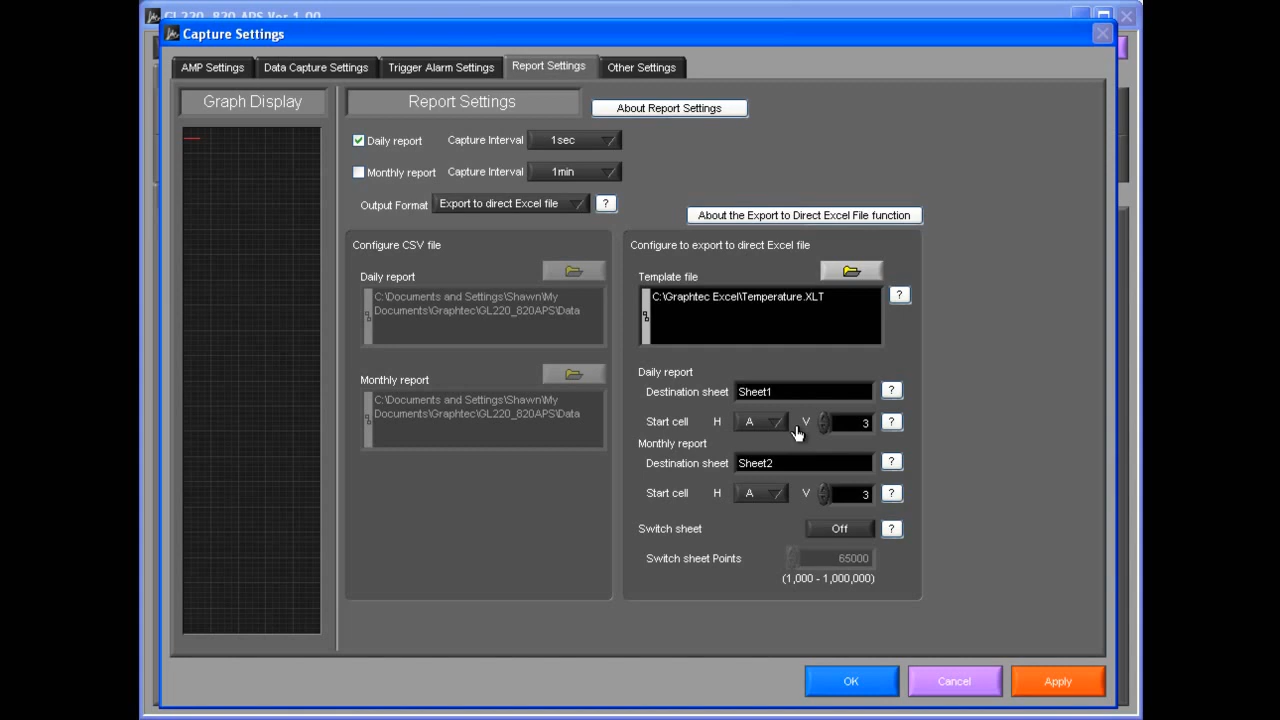 GL220_820APS Ver 1.00
Capture Settings
AMP Settings
Data Capture Settings
Trigger Alarm Settings
Report Settings
Other Settings
Graph Display
Report Settings
About Report Settings
Daily report
Capture Interval
1sec
Monthly report
Capture Interval
1min
Output Format
Export to direct Excel file
?
About the Export to Direct Excel File function
Configure CSV file
Daily report
C:\Documents and Settings\Shawn\My
Documents\Graphtec\GL220_820APS\Data
Monthly report
C:\Documents and Settings\Shawn\My
Documents\Graphtec\GL220_820APS\Data
Configure to export to direct Excel file
Template file
C:\Graphtec Excel\Temperature.XLT
?
Daily report
Destination sheet
Sheet1
?
Start cell
H
A
V
3
?
Monthly report
Destination sheet
Sheet2
?
Start cell
H
A
V
3
?
Switch sheet
Off
?
Switch sheet Points
65000
(1,000 - 1,000,000)
OK
Cancel
Apply